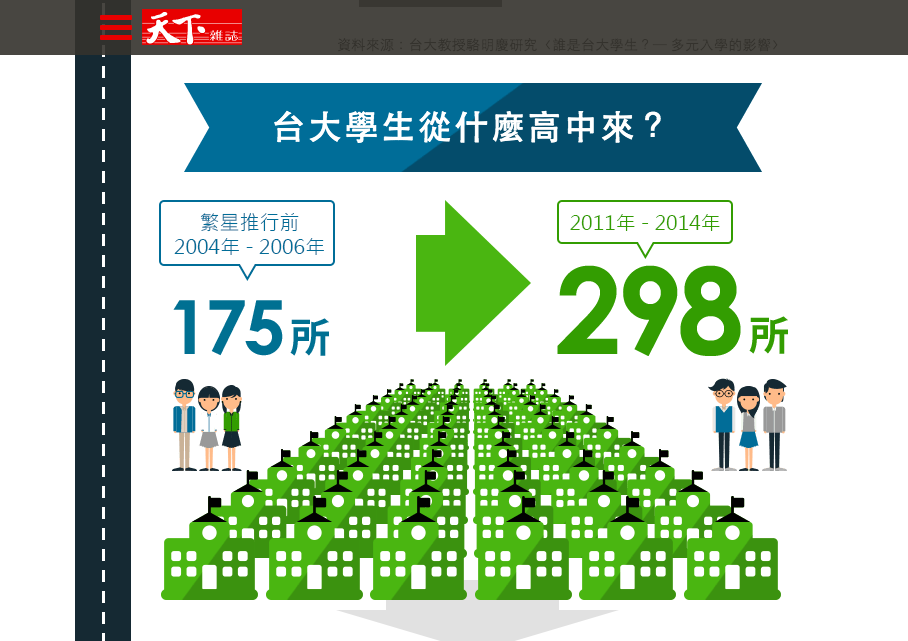 天下雜誌
資料來源：台大教授駱明慶研究〈誰是台大學生？─ 多元入學的影響〉
台大學生從什麼高中來？
繁星推行前
2004年 - 2006年
175所
2011年 - 2014年
298所